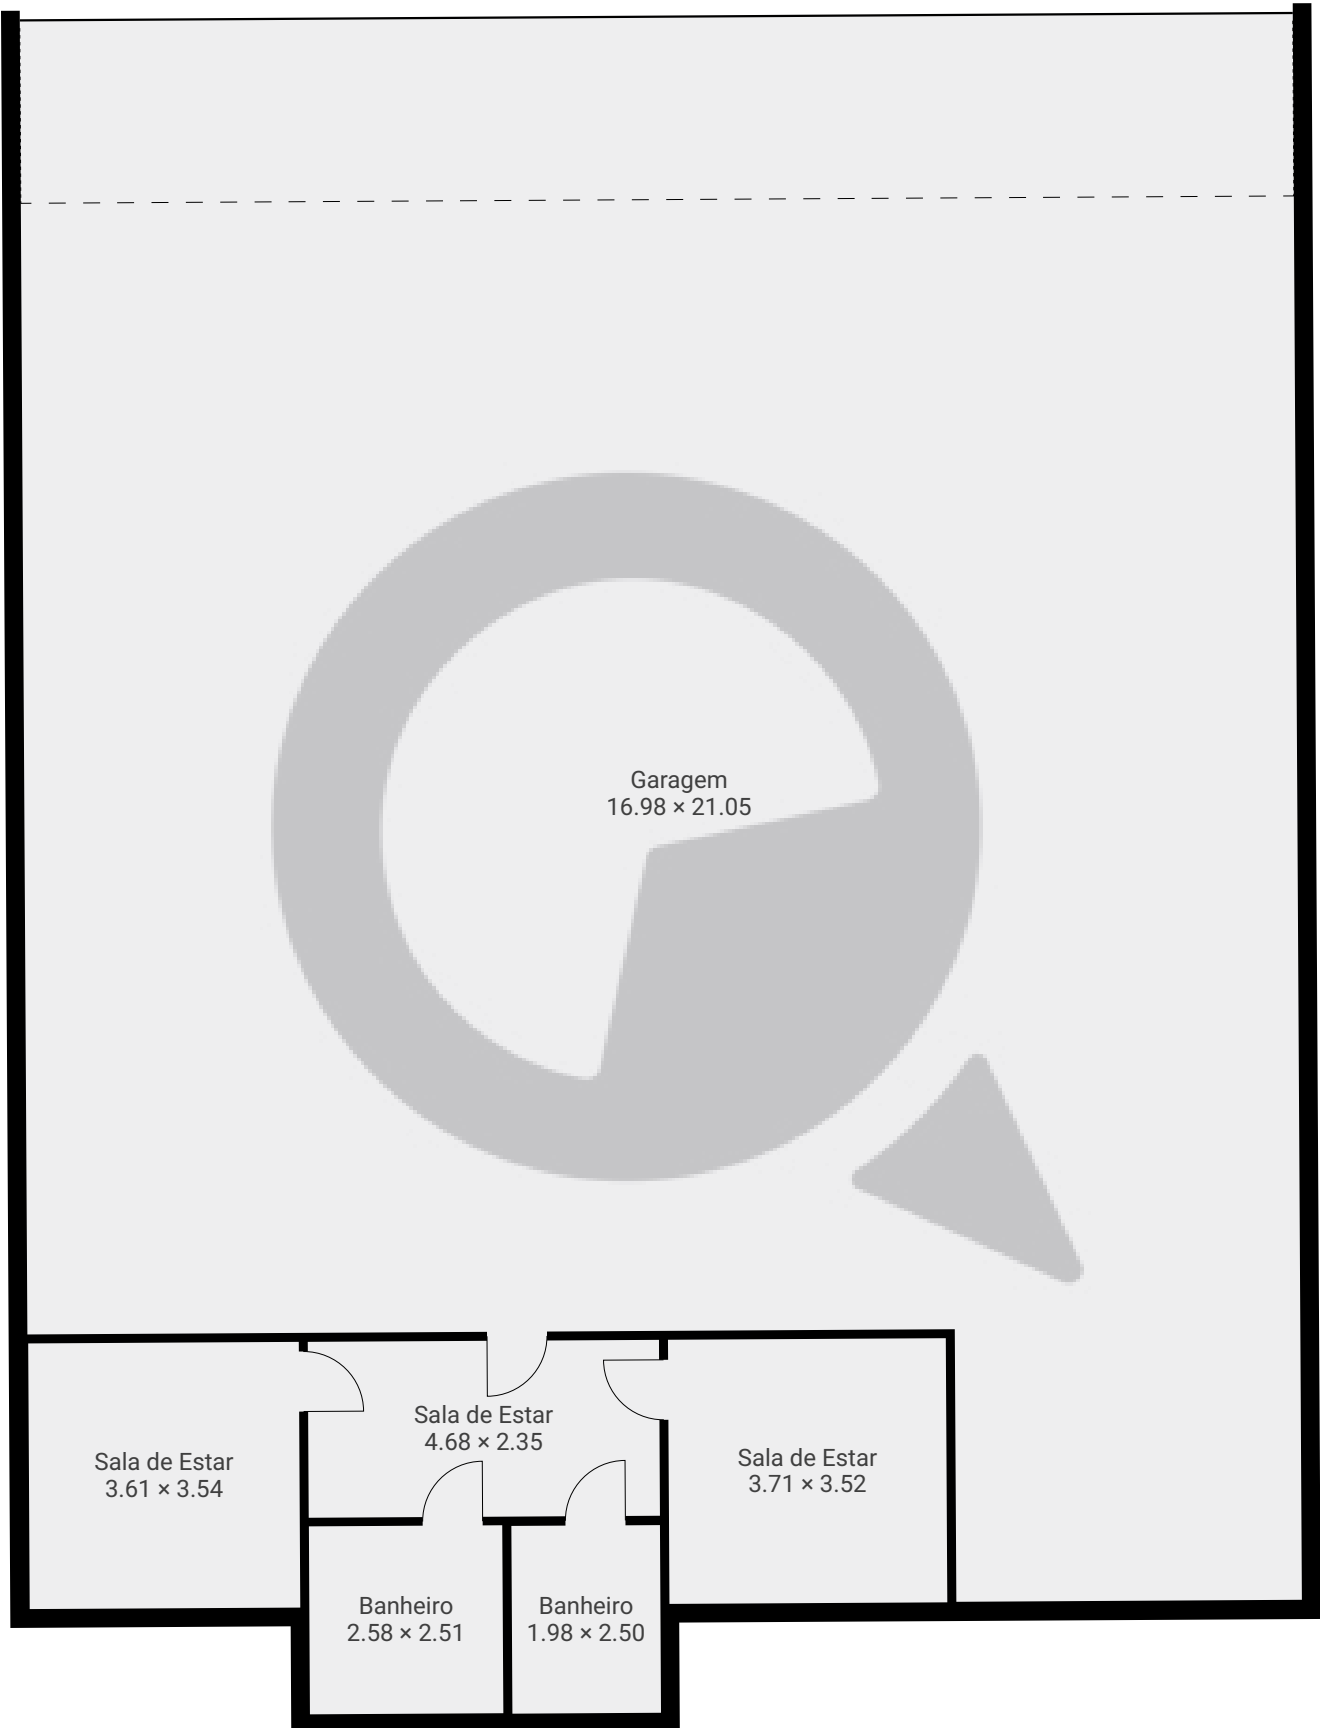 Garagem
16.98 × 21.05
Sala de Estar
4.68 × 2.35
Sala de Estar
3.61 × 3.54
Sala de Estar
3.71 × 3.52
Banheiro
2.58 × 2.51
Banheiro
1.98 × 2.50